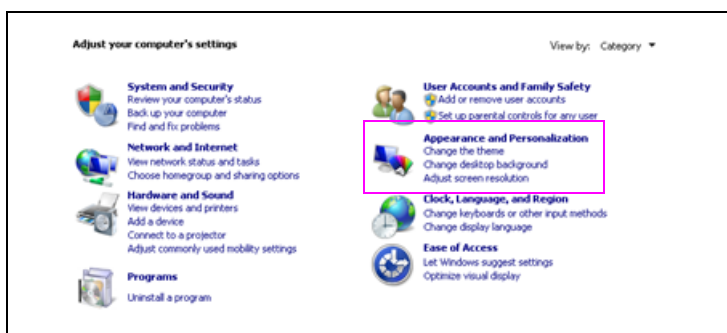 Adjust your computer's settings
View by: Category
System and Security
Review your computer's status
Back up your computer
Find and fix problems
Network and Internet
View network status and tasks
Choose homegroup and sharing options
Hardware and Sound
View devices and printers
Add a device
Connect to a projector
Adjust commonly used mobility settings
Programs
Uninstall a program
User Accounts and Family Safety
Add or remove user accounts
Set up parental controls for any user
Appearance and Personalization
Change the theme
Change desktop background
Adjust screen resolution
Clock, Language, and Region
Change keyboards or other input methods
Change display language
Ease of Access
Let Windows suggest settings
Optimize visual display